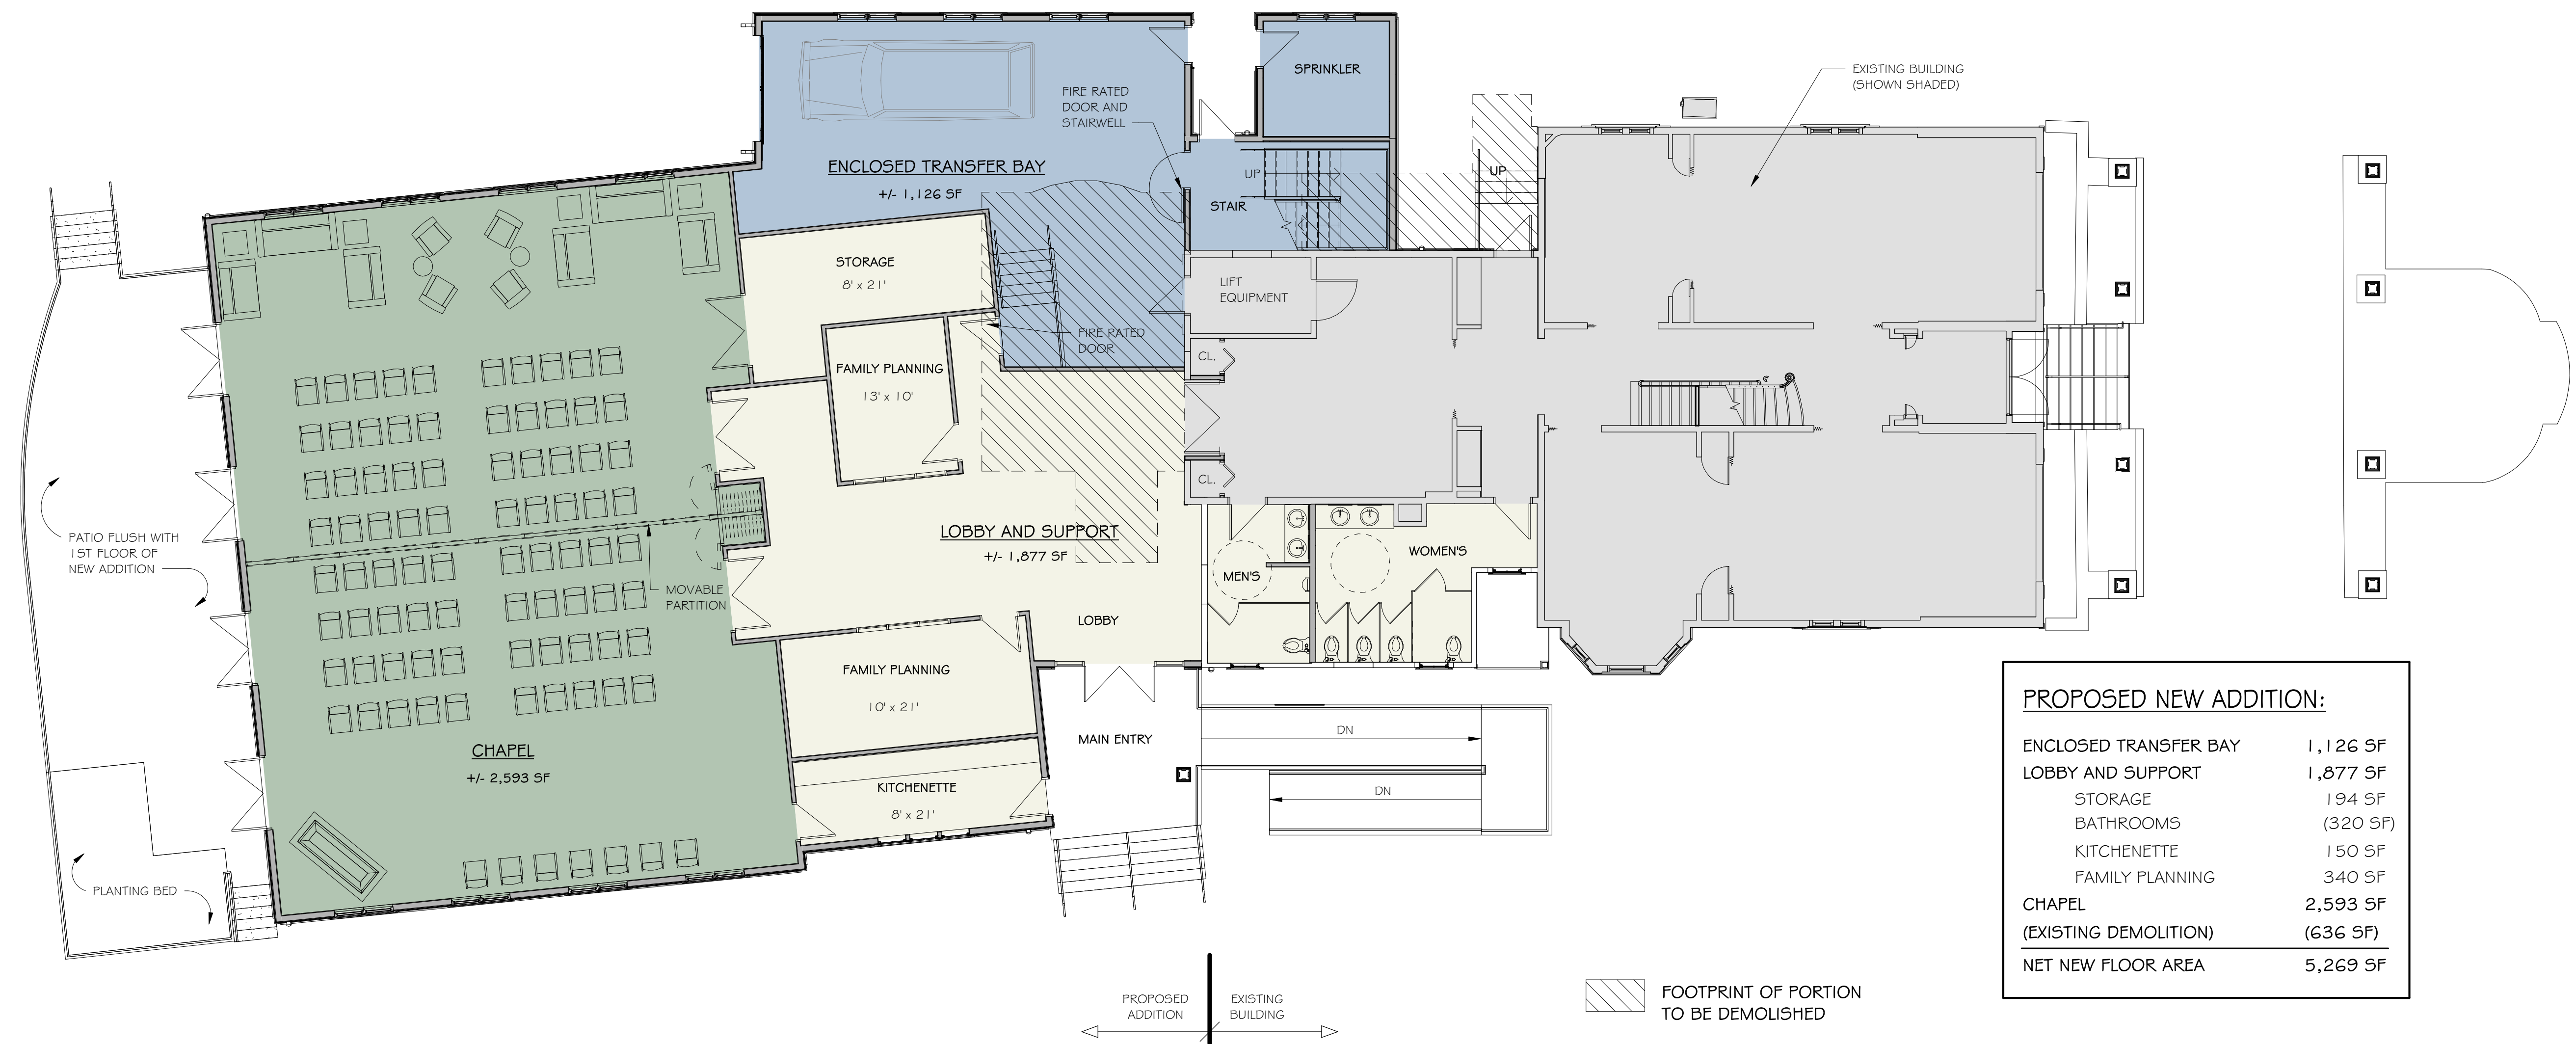 SPRINKLER
EXISTING BUILDING
(SHOWN SHADED)
FIRE RATED
DOOR AND
STAIRWELL
ENCLOSED TRANSFER BAY
+/- 1,126 SF
UP
UP
STAIR
STORAGE
8' x 21'
LIFT
EQUIPMENT
FIRE RATED
DOOR
CL.
FAMILY PLANNING
13' x 10'
CL.
PATIO FLUSH WITH
1ST FLOOR OF
NEW ADDITION
LOBBY AND SUPPORT
+/- 1,877 SF
WOMEN'S
MEN'S
MOVABLE
PARTITION
LOBBY
FAMILY PLANNING
10' x 21'
MAIN ENTRY
DN
DN
CHAPEL
+/- 2,593 SF
KITCHENETTE
8' x 21'
PLANTING BED
PROPOSED NEW ADDITION:
ENCLOSED TRANSFER BAY 1,126 SF
LOBBY AND SUPPORT 1,877 SF
STORAGE 194 SF
BATHROOMS (320 SF)
KITCHENETTE 150 SF
FAMILY PLANNING 340 SF
CHAPEL 2,593 SF
(EXISTING DEMOLITION) (636 SF)
NET NEW FLOOR AREA 5,269 SF
PROPOSED
ADDITION
EXISTING
BUILDING
FOOTPRINT OF PORTION
TO BE DEMOLISHED